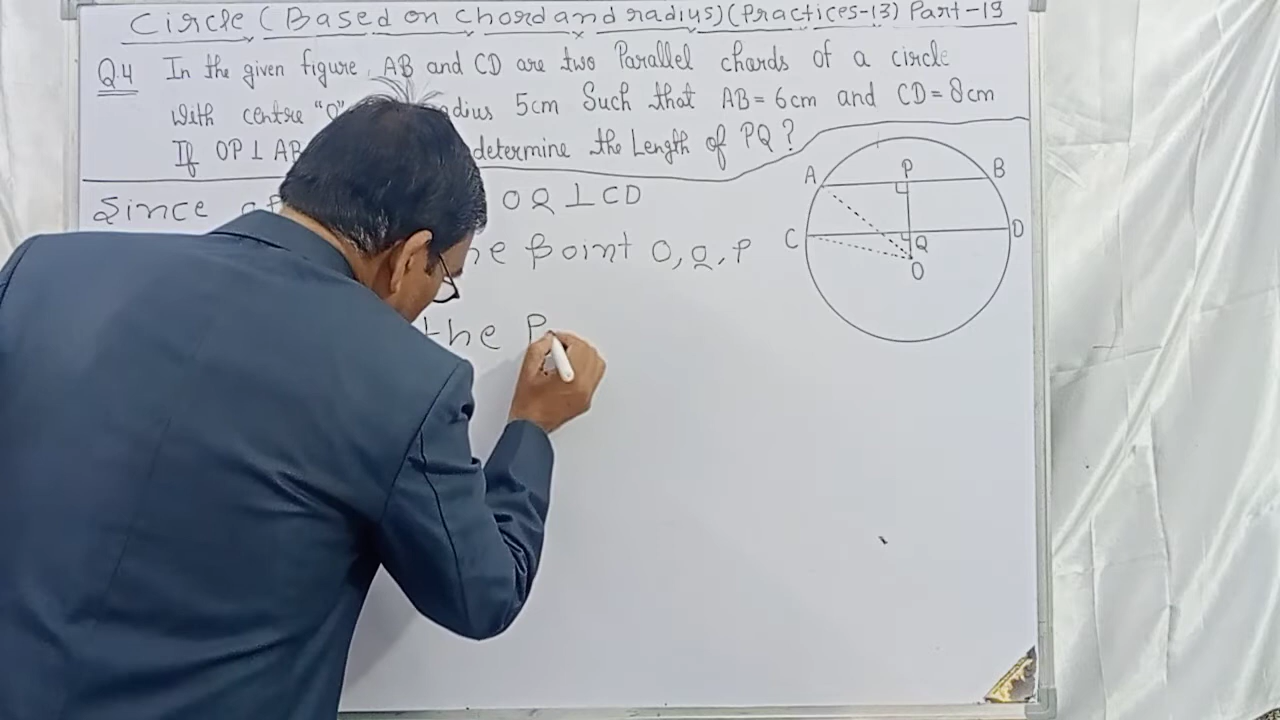 Circle (Based on chord and radius) (Practices-13) Part-19
Q.4 In the given figure, AB and CD are two Parallel chords of a circle
With centre "O" radius 5cm Such that AB = 6cm and CD = 8cm
If OP ⊥ AB determine the Length of PQ?
Since OQ ⊥ CD
the point O, Q, P
the P
A P B
C Q D
O